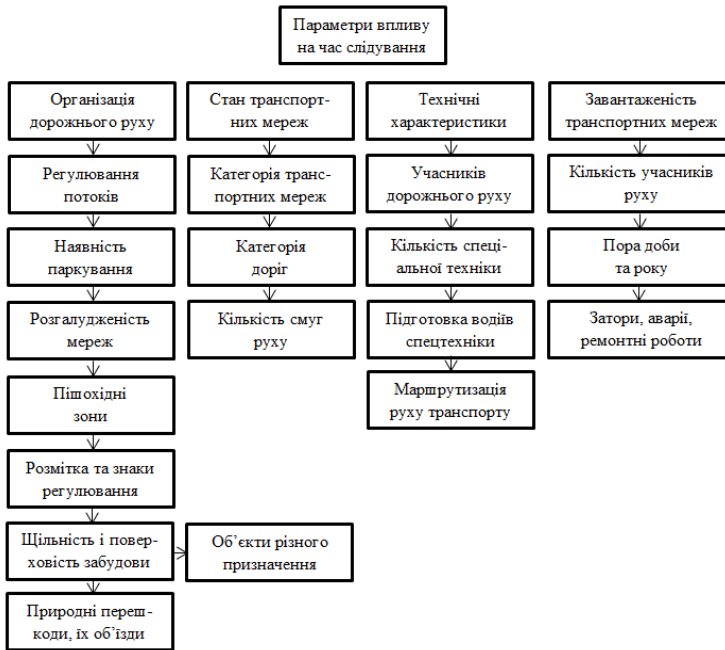 Параметри впливу
на час слідування
Організація
дорожнього руху
Регулювання
потоків
Наявність
паркування
Розгалудженість
мереж
Пішохідні
зони
Розмітка та знаки
регулювання
Щільність і повер-
ховість забудови
Об’єкти різного
призначення
Природні переш-
коди, їх об’їзди
Стан транспорт-
них мереж
Категорія транс-
портних мереж
Категорія
доріг
Кількість смуг
руху
Технічні
характеристики
Учасників
дорожнього руху
Кількість спеці-
альної техніки
Підготовка водіїв
спецтехніки
Маршрутизація
руху транспорту
Завантаженість
транспортних мереж
Кількість учасників
руху
Пора доби
та року
Затори, аварії,
ремонтні роботи